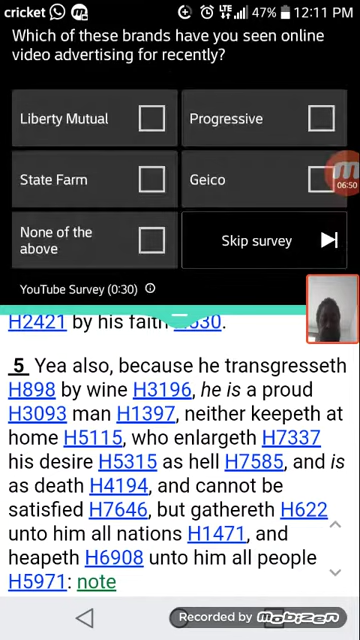 cricket LTE 47% 12:11 PM
Which of these brands have you seen online
video advertising for recently?
Liberty Mutual
Progressive
State Farm
Geico
06:50
None of the
above
Skip survey
YouTube Survey (0:30)
H2421 by his faith H530.
5 Yea also, because he transgresseth
H898 by wine H3196, he is a proud
H3093 man H1397, neither keepeth at
home H5115, who enlargeth H7337
his desire H5315 as hell H7585, and is
as death H4194, and cannot be
satisfied H7646, but gathereth H622
unto him all nations H1471, and
heapeth H6908 unto him all people
H5971: note
Recorded by Mobizen